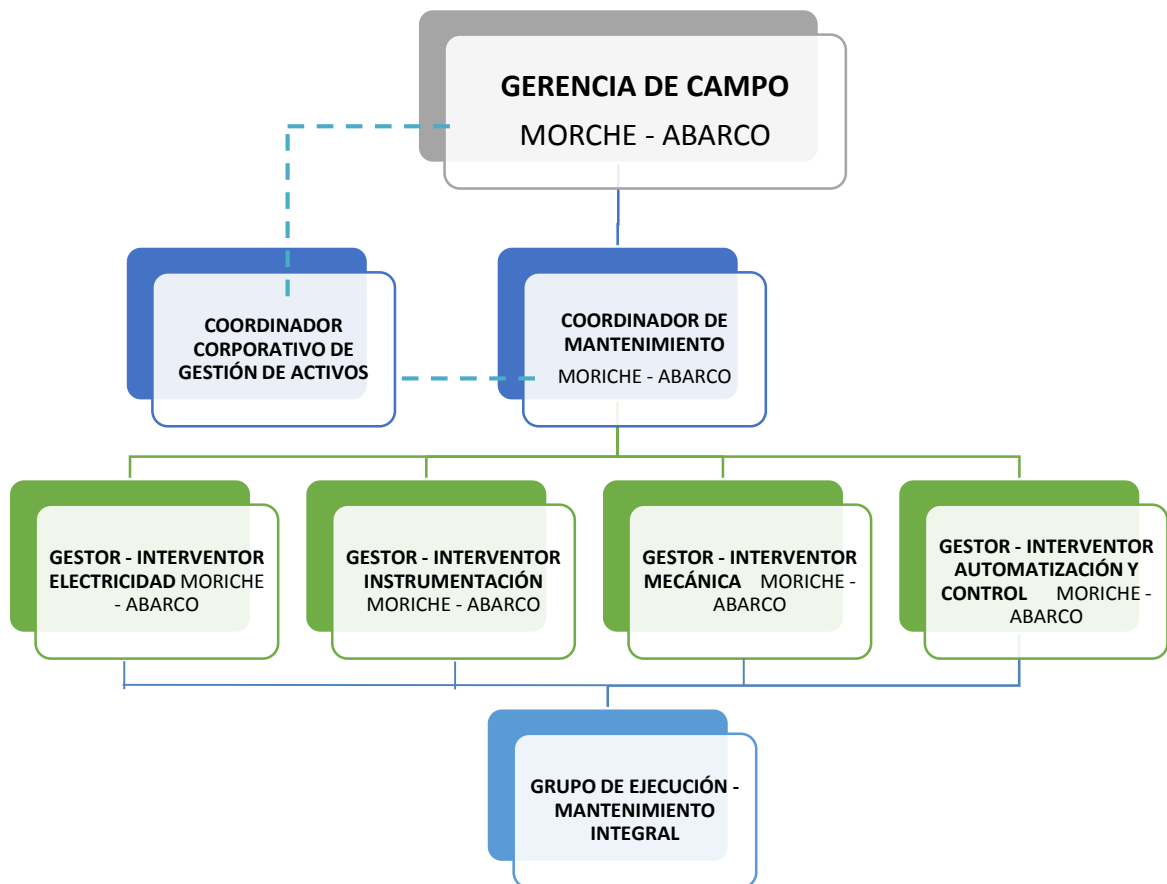 GERENCIA DE CAMPO
MORCHE - ABARCO
COORDINADOR
CORPORATIVO DE
GESTIÓN DE ACTIVOS
COORDINADOR DE
MANTENIMIENTO
MORICHE - ABARCO
GESTOR - INTERVENTOR
ELECTRICIDAD MORICHE
- ABARCO
GESTOR - INTERVENTOR
INSTRUMENTACIÓN
MORICHE - ABARCO
GESTOR - INTERVENTOR
MECÁNICA MORICHE -
ABARCO
GESTOR - INTERVENTOR
AUTOMATIZACIÓN Y
CONTROL MORICHE -
ABARCO
GRUPO DE EJECUCIÓN -
MANTENIMIENTO
INTEGRAL